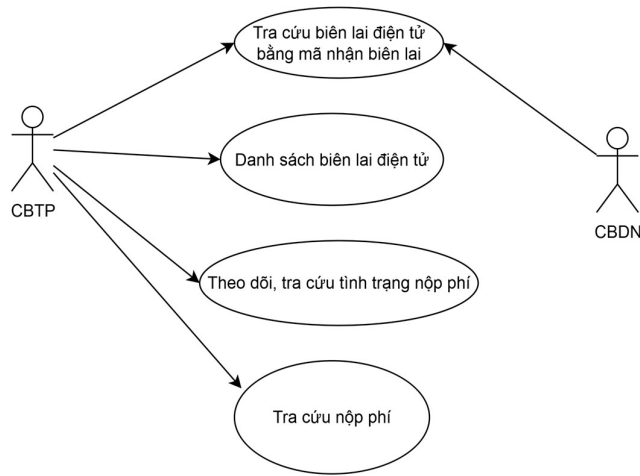 Tra cứu biên lai điện tử
bằng mã nhận biên lai
Danh sách biên lai điện tử
CBTP
CBDN
Theo dõi, tra cứu tình trạng nộp phí
Tra cứu nộp phí